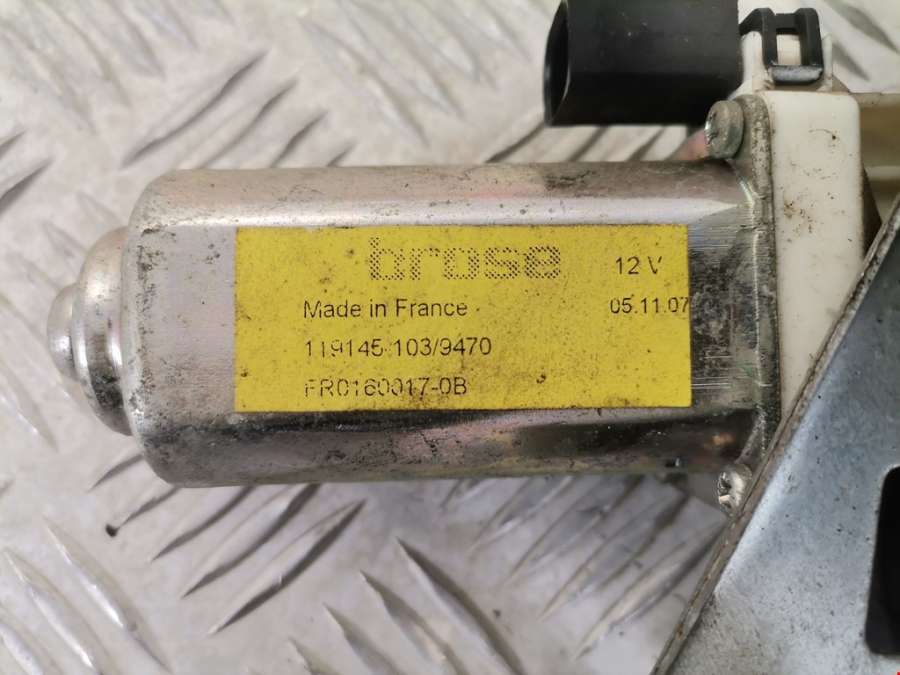 brose
12 V
Made in France
05.11.07
119145 103/9470
FR0160017-0B